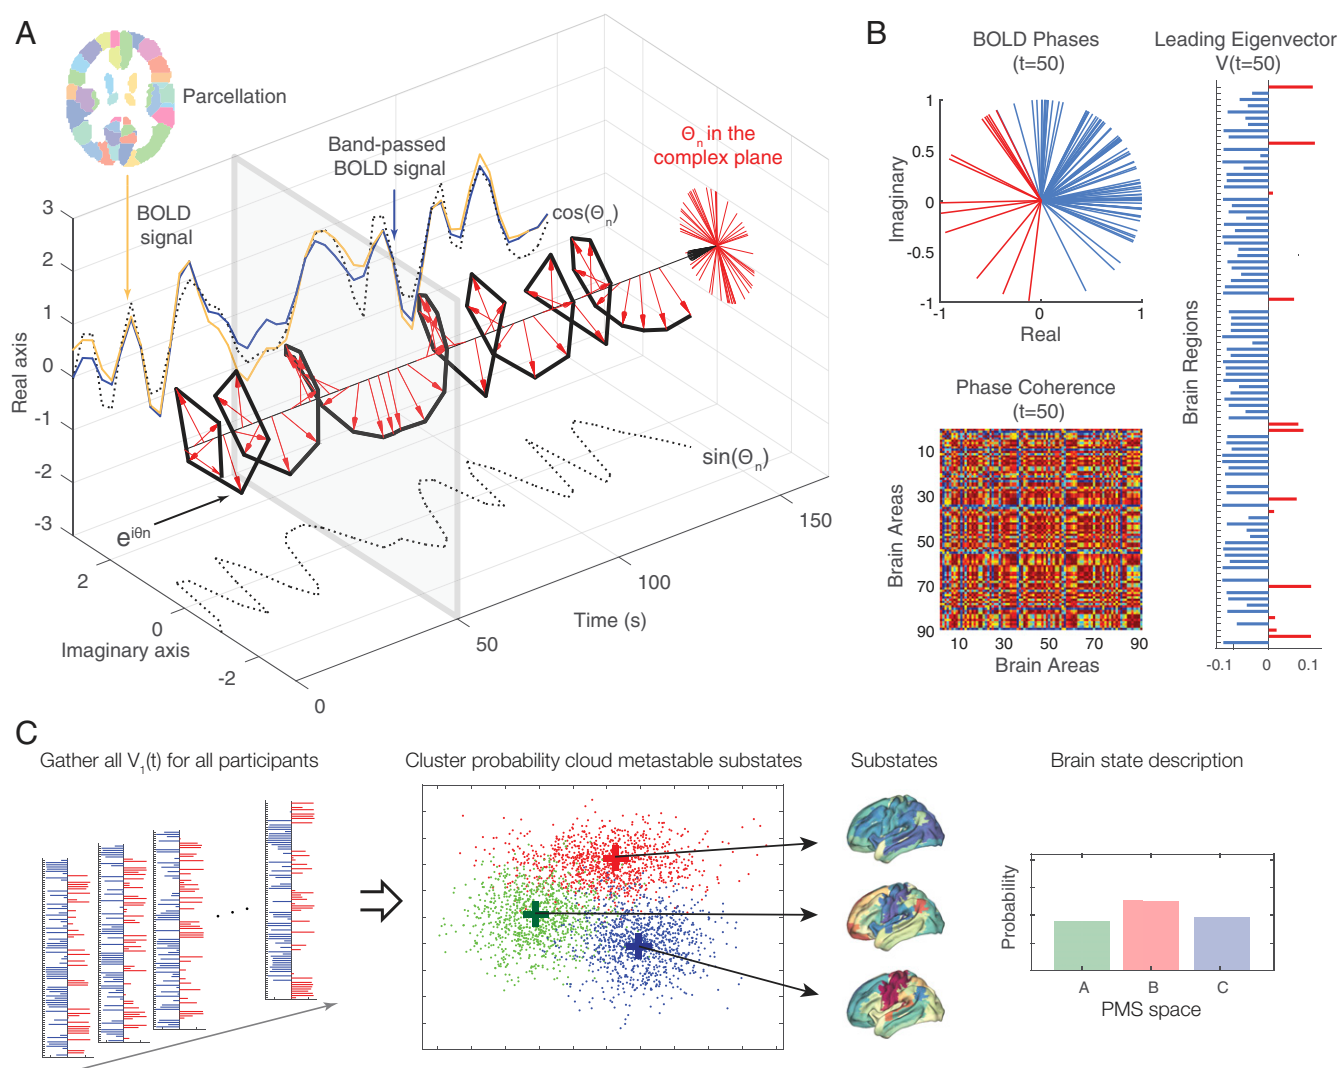 A
Parcellation
BOLD
signal
Band-passed
BOLD signal
Θn in the
complex plane
cos(Θn)
sin(Θn)
e^iθn
Real axis
3
2
1
0
-1
-2
-3
Imaginary axis
2
0
-2
Time (s)
0
50
100
150
B
BOLD Phases
(t=50)
Imaginary
1
0.5
0
-0.5
-1
-1
0
1
Real
Phase Coherence
(t=50)
Brain Areas
10
30
50
70
90
10
30
50
70
90
Brain Areas
Leading Eigenvector
V(t=50)
Brain Regions
-0.1
0
0.1
C
Gather all V1(t) for all participants
Cluster probability cloud metastable substates
Substates
Brain state description
Probability
A
B
C
PMS space